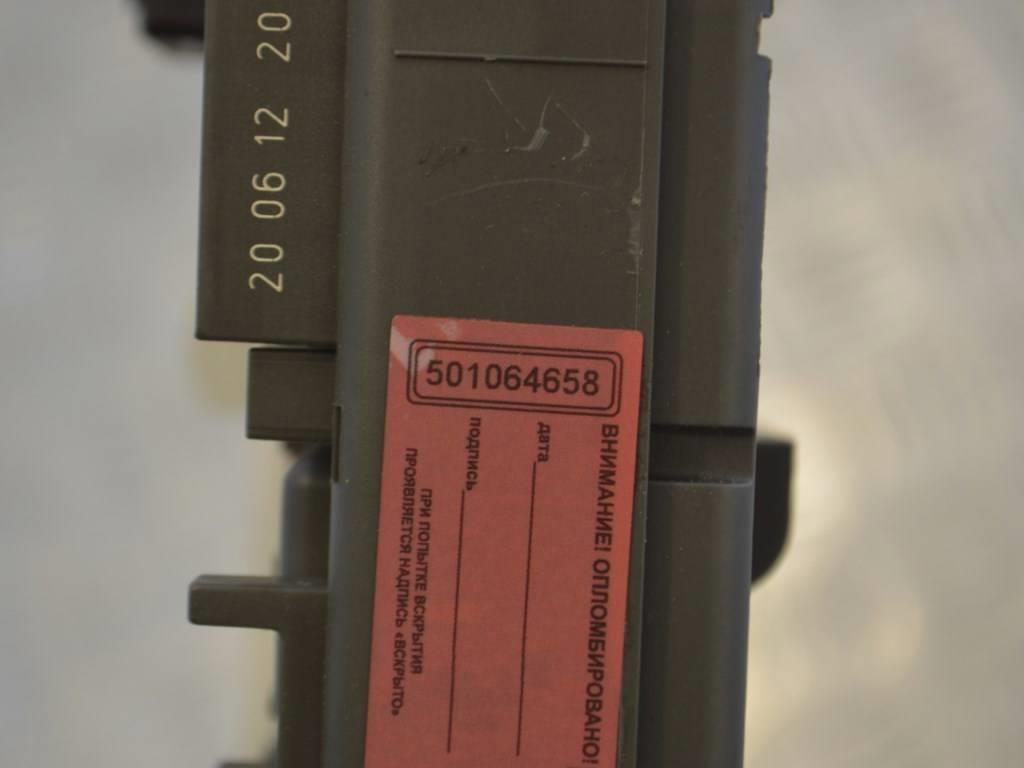 20 06 12 20
501064658
ВНИМАНИЕ! ОПЛОМБИРОВАНО!
дата
подпись
ПРИ ПОПЫТКЕ ВСКРЫТИЯ
ПРОЯВЛЯЕТСЯ НАДПИСЬ «ВСКРЫТО»